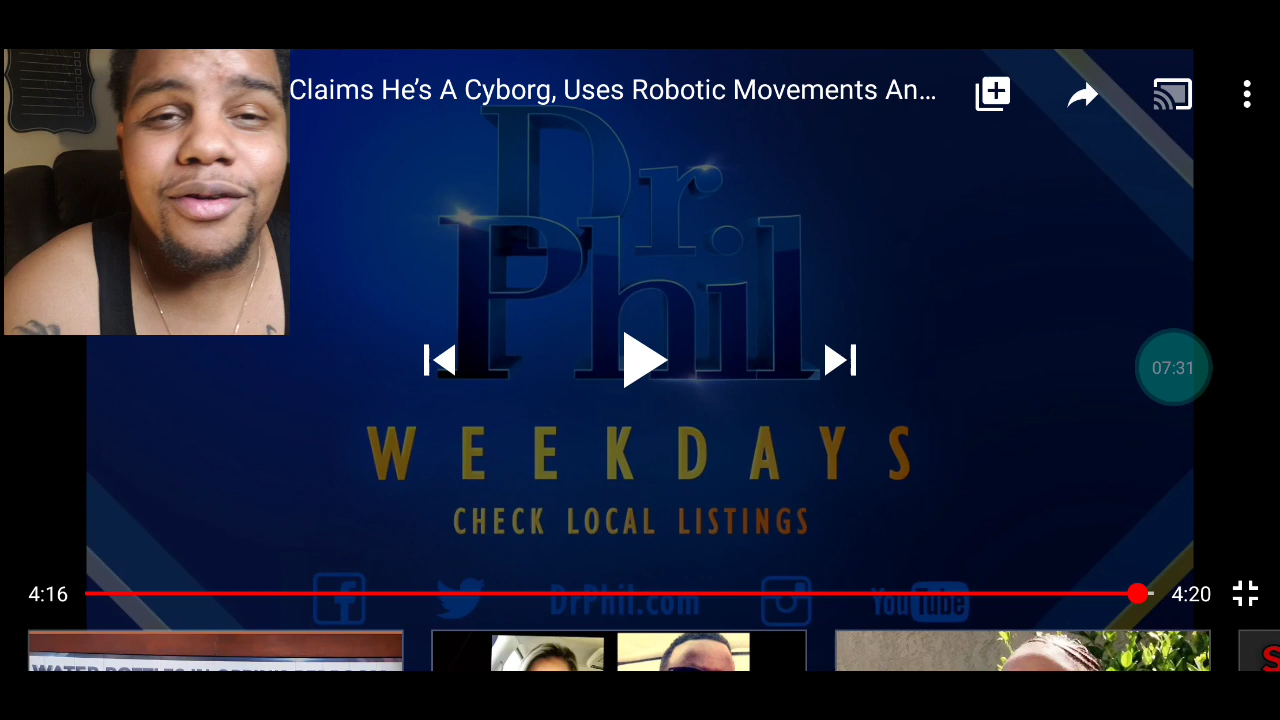 Claims He’s A Cyborg, Uses Robotic Movements An...
Dr
Phil
07:31
WEEKDAYS
CHECK LOCAL LISTINGS
4:16
4:20
DrPhil.com
YouTube